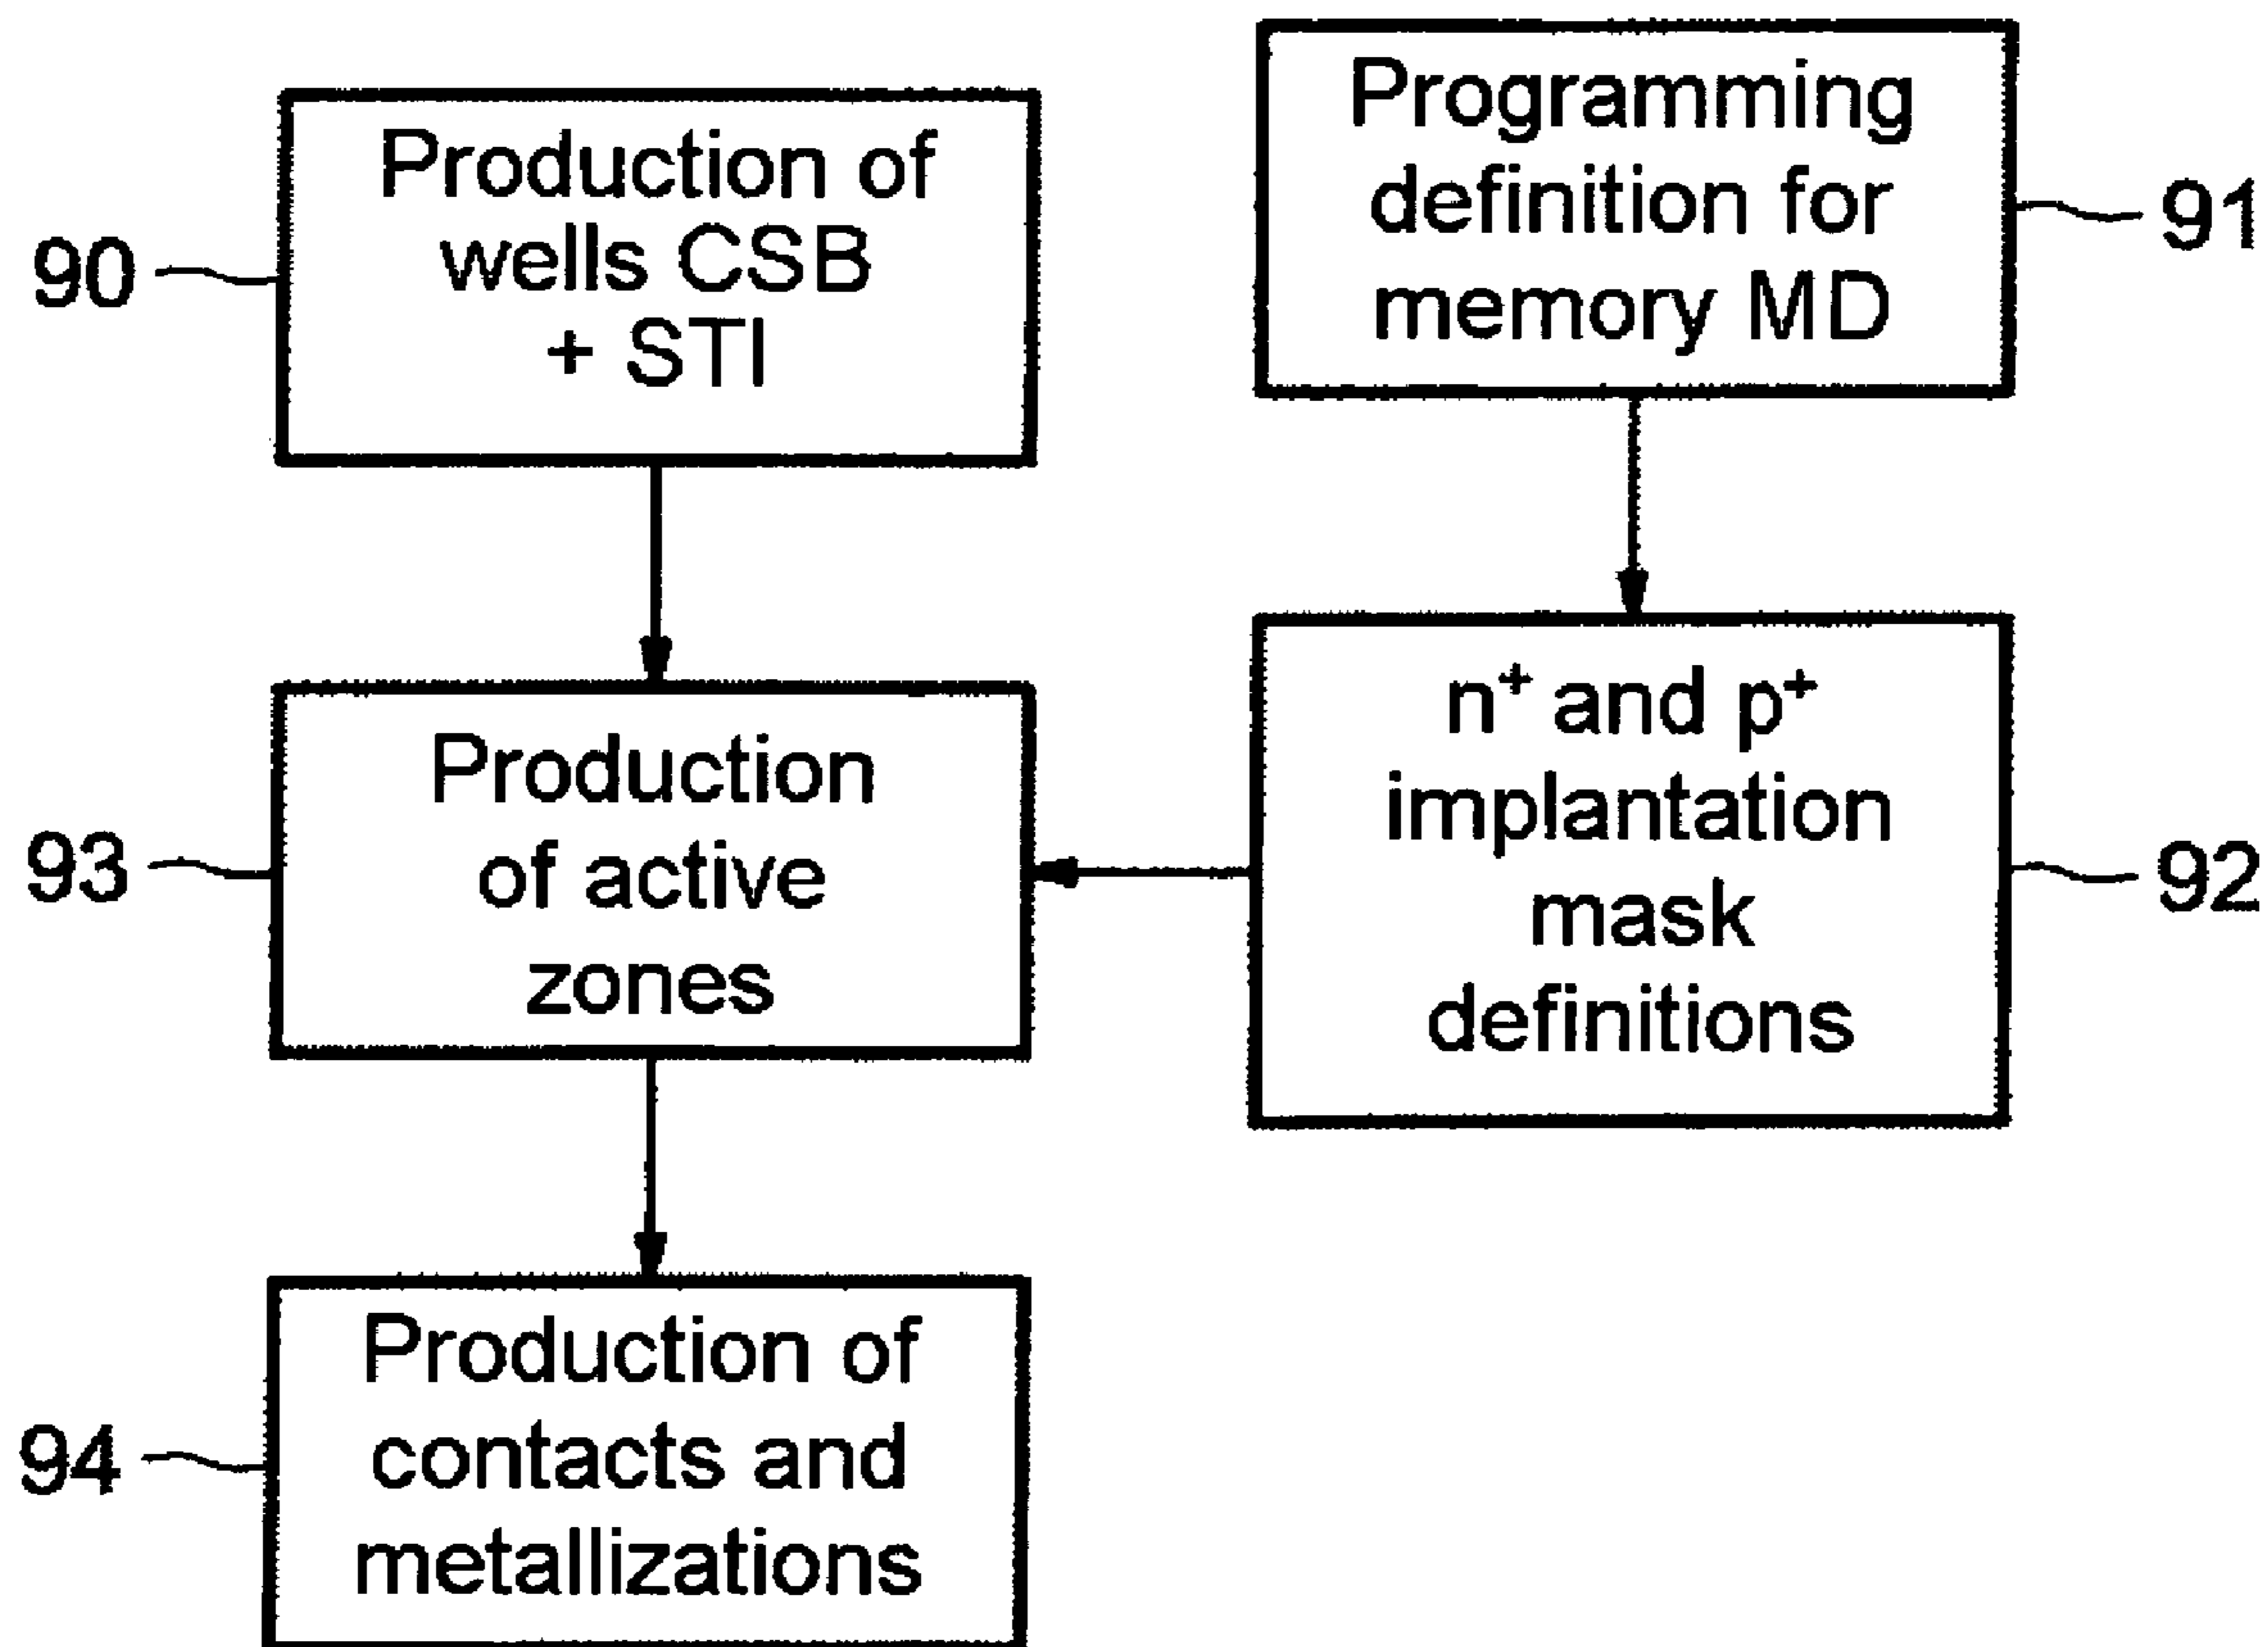 Production of
wells CSB
+ STI
90
Programming
definition for
memory MD
91
Production
of active
zones
93
n⁺ and p⁺
implantation
mask
definitions
92
Production of
contacts and
metallizations
94